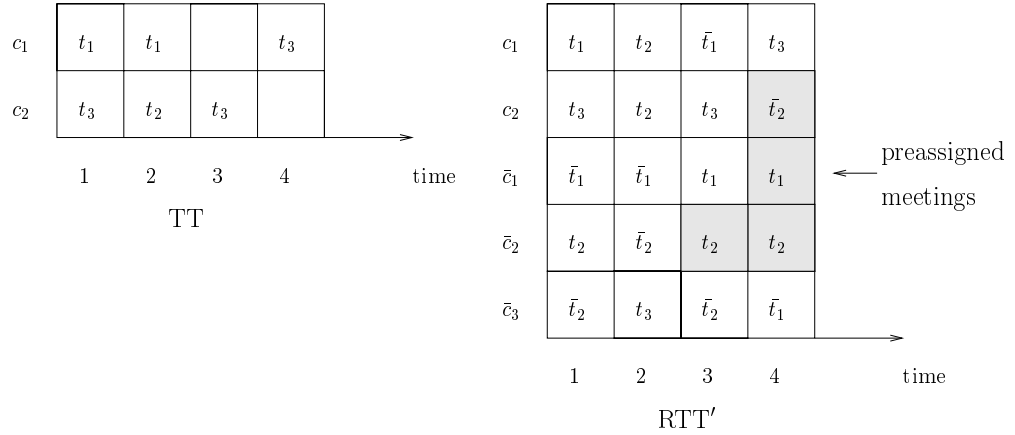 c₁ t₁ t₁ t₃
c₂ t₃ t₂ t₃
1 2 3 4 time
TT
c₁ t₁ t₂ t̄₁ t₃
c₂ t₃ t₂ t₃ t̄₂
c̄₁ t̄₁ t̄₁ t₁ t₁
c̄₂ t₂ t̄₂ t₂ t₂
c̄₃ t̄₂ t₃ t̄₂ t̄₁
1 2 3 4 time
RTT′
preassigned
meetings